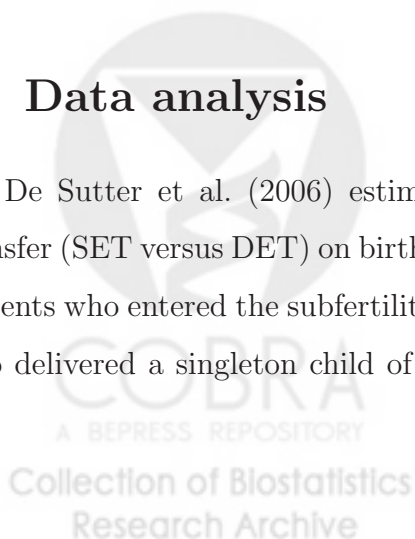 Data analysis
De Sutter et al. (2006) estim
nsfer (SET versus DET) on birth
ents who entered the subfertilit
delivered a singleton child of
COBRA
A BEPRESS REPOSITORY
Collection of Biostatistics
Research Archive